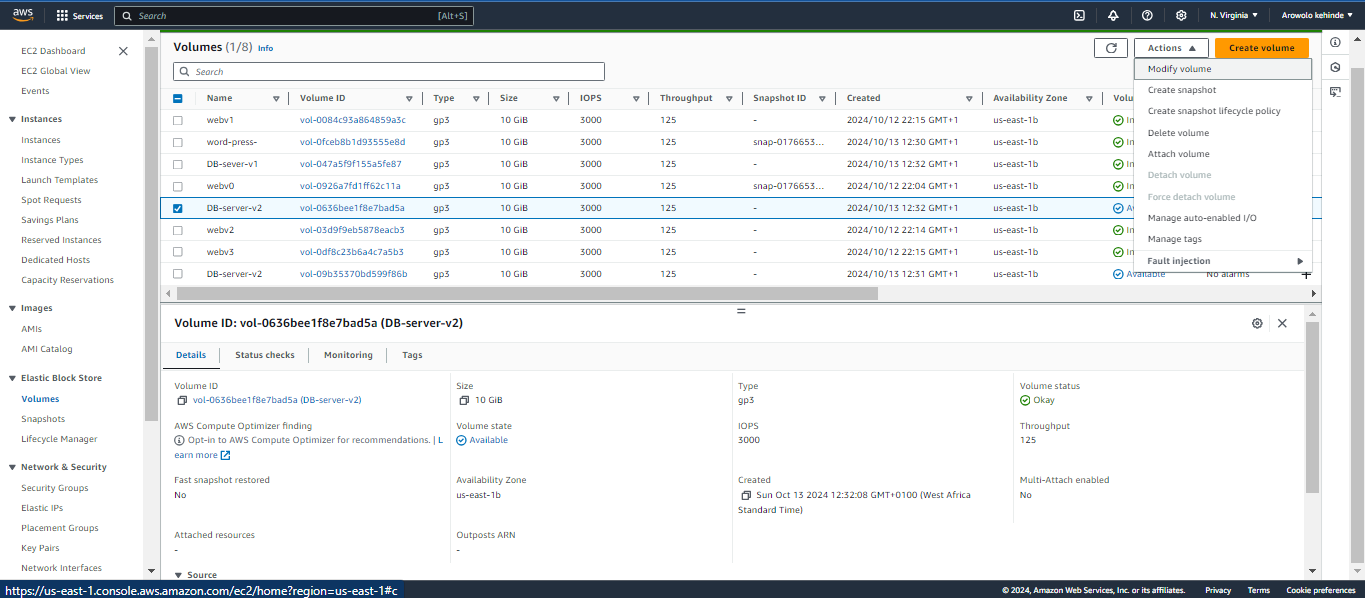 aws Services Search [Alt+S] N. Virginia Arowolo kehinde
EC2 Dashboard
EC2 Global View
Events
Instances
Instances
Instance Types
Launch Templates
Spot Requests
Savings Plans
Reserved Instances
Dedicated Hosts
Capacity Reservations
Images
AMIs
AMI Catalog
Elastic Block Store
Volumes
Snapshots
Lifecycle Manager
Network & Security
Security Groups
Elastic IPs
Placement Groups
Key Pairs
Network Interfaces
Volumes (1/8) Info
Actions
Create volume
Search
Modify volume
Create snapshot
Create snapshot lifecycle policy
Delete volume
Attach volume
Detach volume
Force detach volume
Manage auto-enabled I/O
Manage tags
Fault injection
Name Volume ID Type Size IOPS Throughput Snapshot ID Created Availability Zone Volu
webv1 vol-0084c93a864859a3c gp3 10 GiB 3000 125 - 2024/10/12 22:15 GMT+1 us-east-1b In
word-press- vol-0fceb8b1d93555e8d gp3 10 GiB 3000 125 snap-0176653... 2024/10/13 12:30 GMT+1 us-east-1b In
DB-sever-v1 vol-047a5f9f155a5fe87 gp3 10 GiB 3000 125 - 2024/10/13 12:32 GMT+1 us-east-1b In
webv0 vol-0926a7fd1ff62c11a gp3 10 GiB 3000 125 snap-0176653... 2024/10/12 22:04 GMT+1 us-east-1b In
DB-server-v2 vol-0636bee1f8e7bad5a gp3 10 GiB 3000 125 - 2024/10/13 12:32 GMT+1 us-east-1b A
webv2 vol-03d9f9eb5878eacb3 gp3 10 GiB 3000 125 - 2024/10/12 22:14 GMT+1 us-east-1b In
webv3 vol-0df8c23b6a4c7a5b3 gp3 10 GiB 3000 125 - 2024/10/12 22:15 GMT+1 us-east-1b In
DB-server-v2 vol-09b35370bd599f86b gp3 10 GiB 3000 125 - 2024/10/13 12:31 GMT+1 us-east-1b Available No alarms +
Volume ID: vol-0636bee1f8e7bad5a (DB-server-v2)
Details Status checks Monitoring Tags
Volume ID
vol-0636bee1f8e7bad5a (DB-server-v2)
Size
10 GiB
Type
gp3
Volume status
Okay
AWS Compute Optimizer finding
Opt-in to AWS Compute Optimizer for recommendations. | L
earn more
Volume state
Available
IOPS
3000
Throughput
125
Fast snapshot restored
No
Availability Zone
us-east-1b
Created
Sun Oct 13 2024 12:32:08 GMT+0100 (West Africa
Standard Time)
Multi-Attach enabled
No
Attached resources
-
Outposts ARN
-
Source
https://us-east-1.console.aws.amazon.com/ec2/home?region=us-east-1#c
© 2024, Amazon Web Services, Inc. or its affiliates. Privacy Terms Cookie preferences